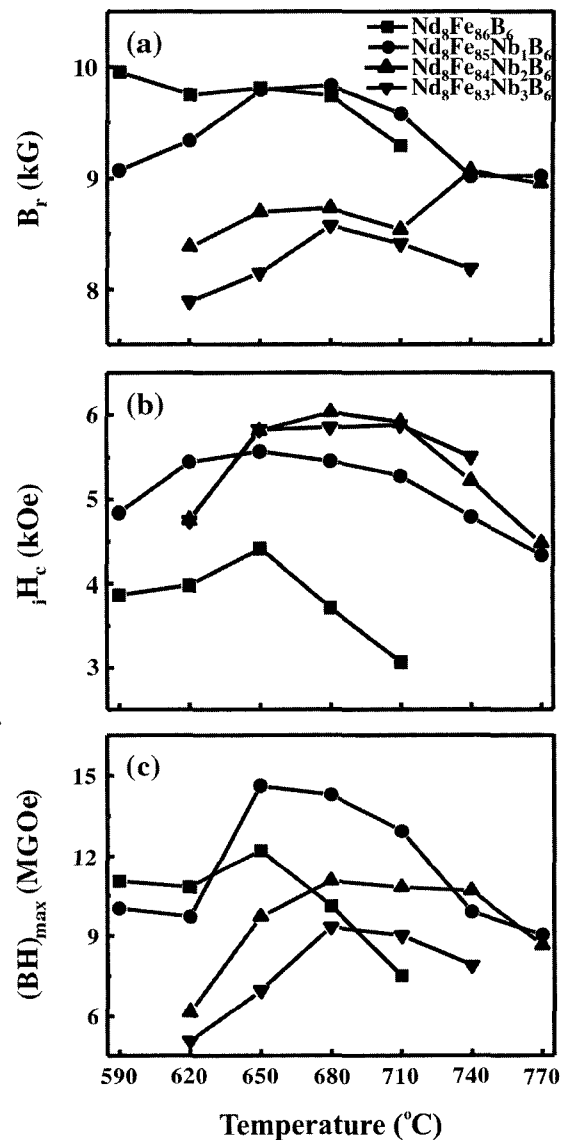 (a)
Nd₈Fe₈₆B₆
Nd₈Fe₈₅Nb₁B₆
Nd₈Fe₈₄Nb₂B₆
Nd₈Fe₈₃Nb₃B₆
10
9
8
Bᵣ (kG)
(b)
6
5
4
3
ᵢH_c (kOe)
(c)
15
12
9
6
(BH)ₘₐₓ (MGOe)
590 620 650 680 710 740 770
Temperature (°C)